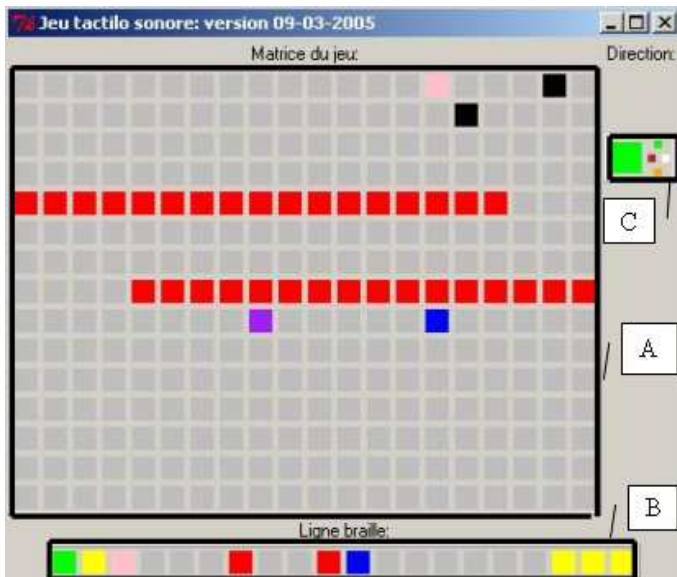 Jeu tactilo sonore: version 09-03-2005
Matrice du jeu:
Direction:
C
A
B
Ligne braille: